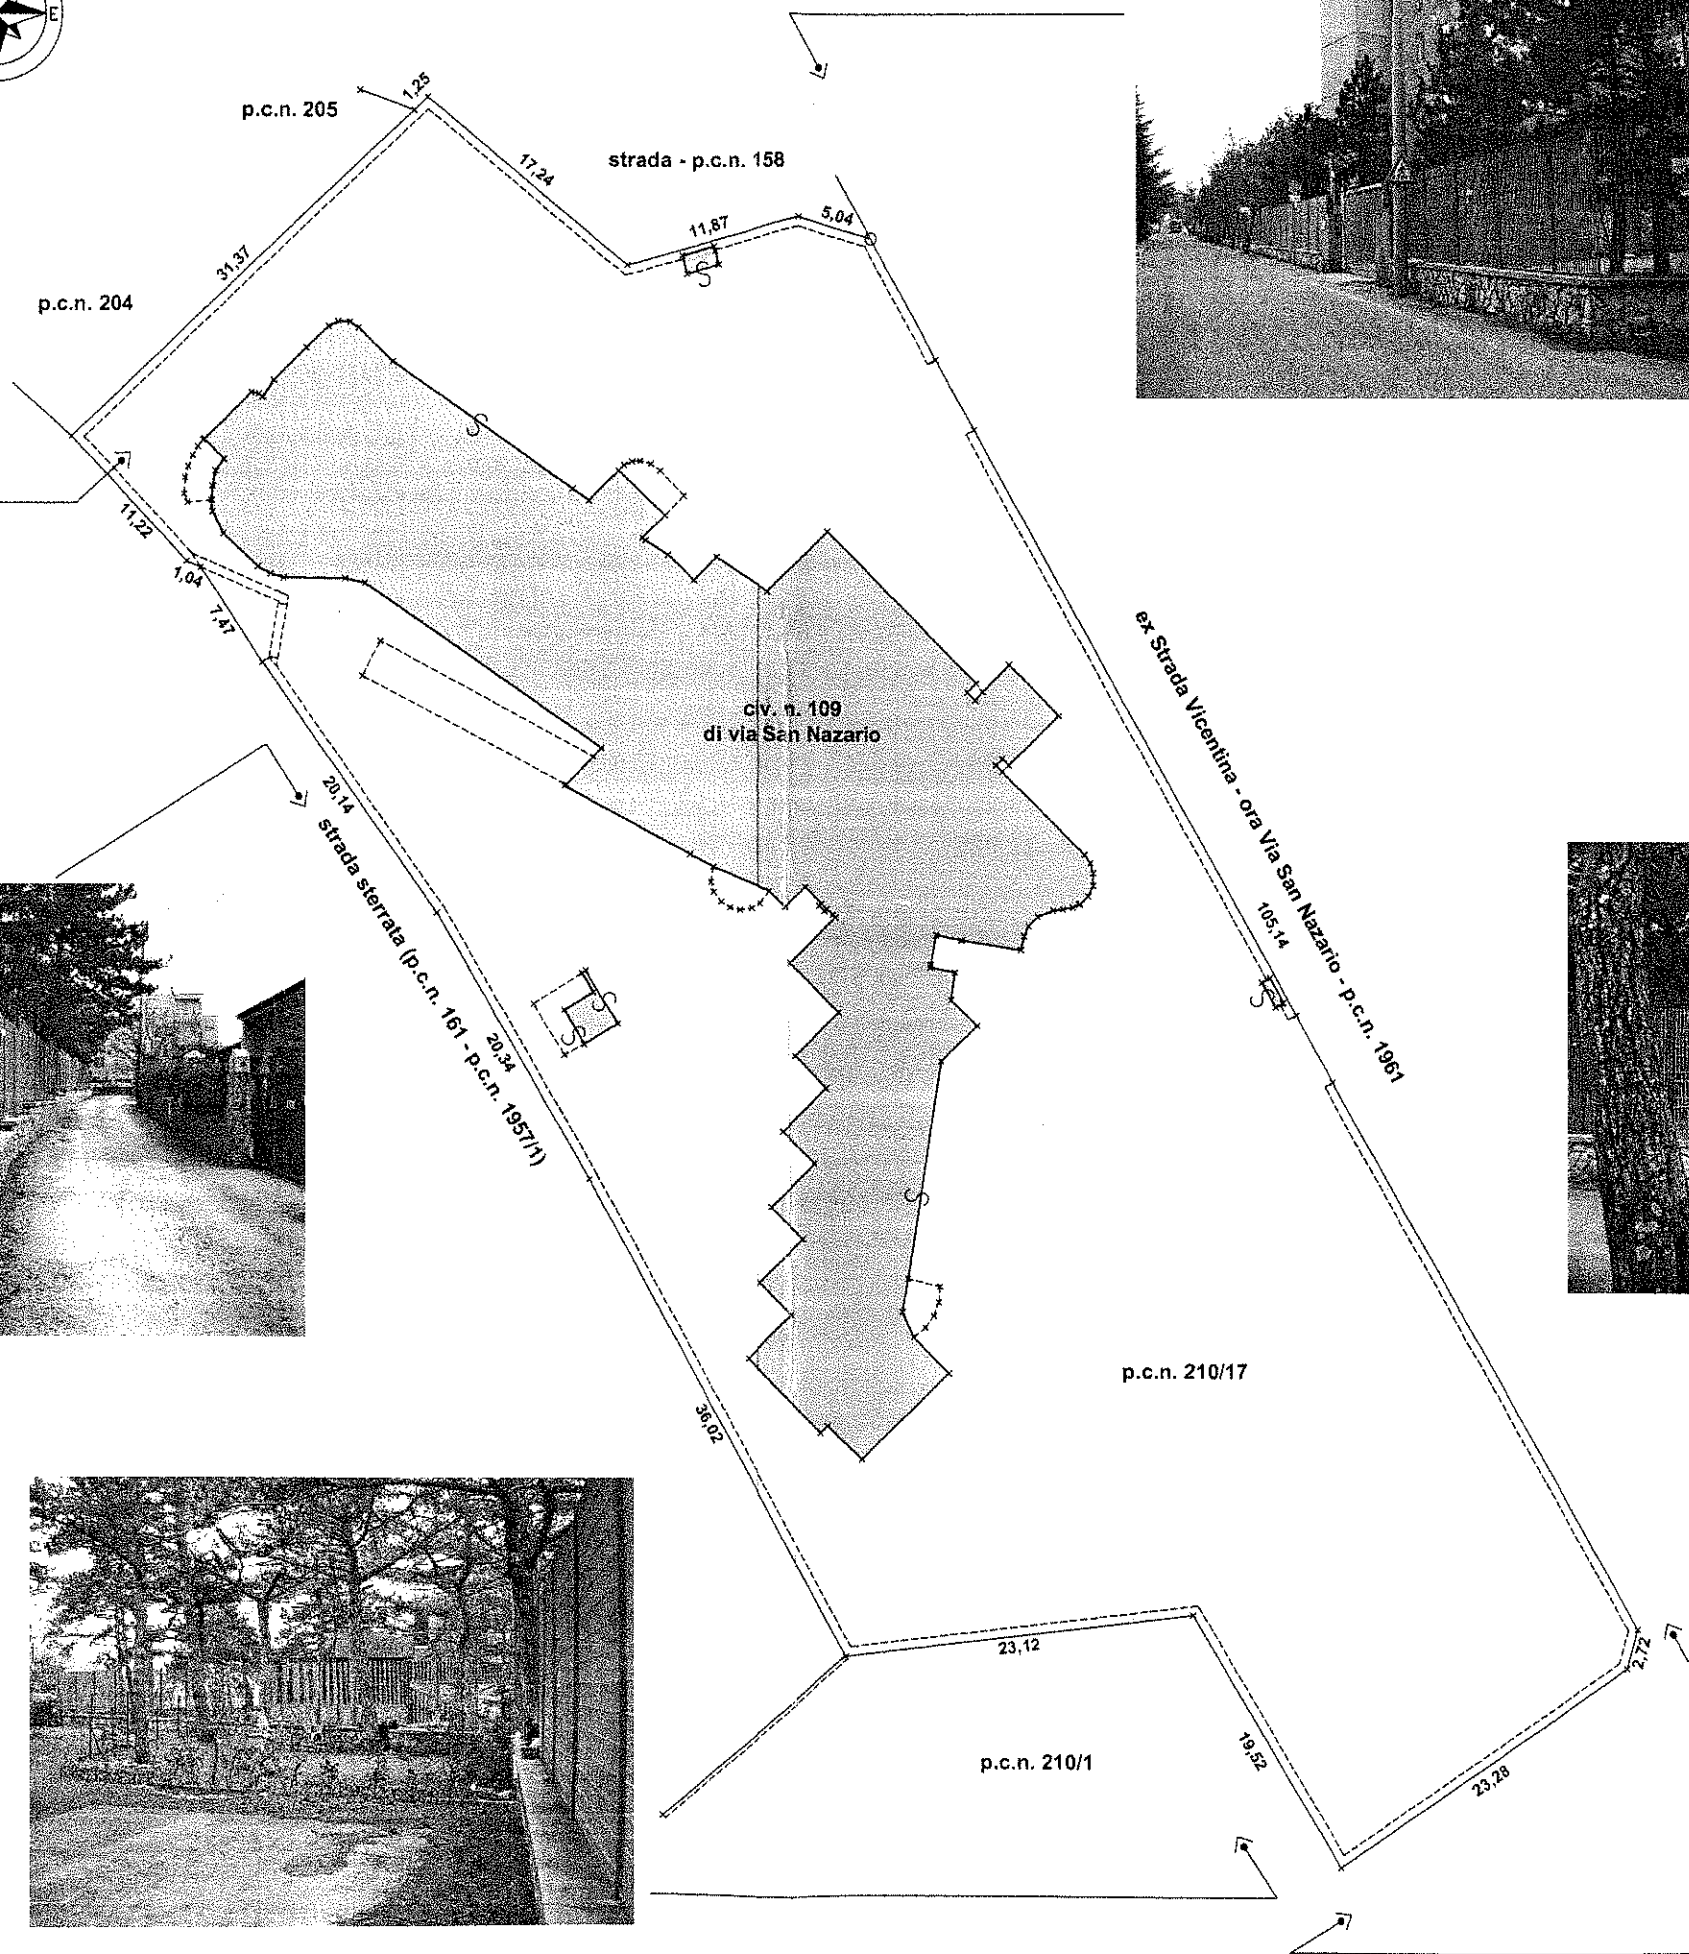 E
1,25
p.c.n. 205
17,24
strada - p.c.n. 158
5,04
11,87
31,37
p.c.n. 204
11,22
1,04
7,47
civ. n. 109
di via San Nazario
ex Strada Vicentina - ora Via San Nazario - p.c.n. 1961
105,14
20,14
strada sterrata (p.c.n. 161 - p.c.n. 1957/1)
20,34
S
S
S
S
S
S
p.c.n. 210/17
36,02
23,12
2,72
19,52
p.c.n. 210/1
23,28